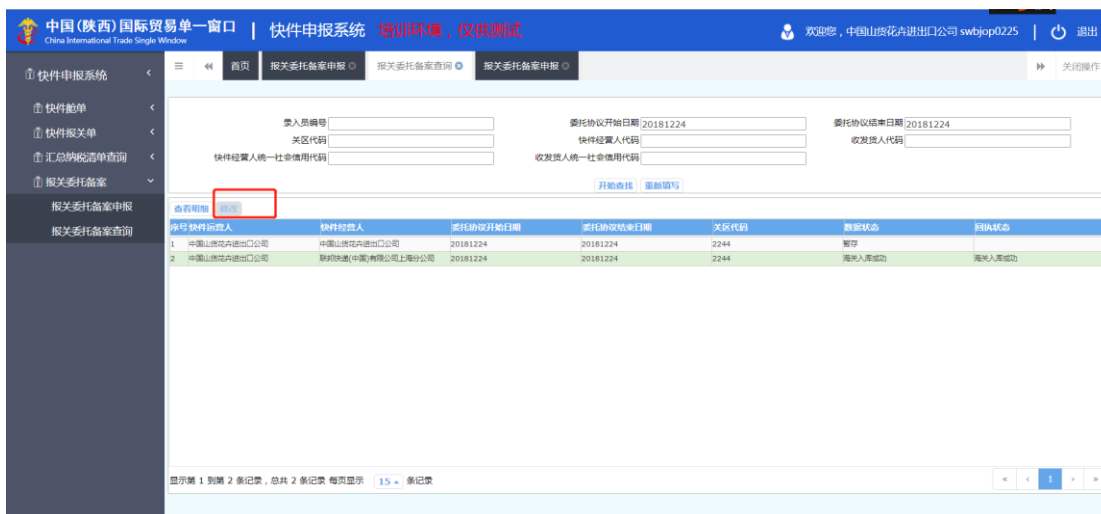 中国(陕西)国际贸易单一窗口 | 快件申报系统 培训环境，仅供测试 欢迎您，中国山货花卉进出口公司 swbjop0225 | 退出
China International Trade Single Window
快件申报系统 首页 报关委托备案申报 报关委托备案查询 报关委托备案申报 关闭操作
快件舱单
快件报关单
汇总纳税清单查询
报关委托备案
报关委托备案申报
报关委托备案查询
录入员编号 委托协议开始日期 20181224 委托协议结束日期 20181224
关区代码 快件经营人代码 收发货人代码
快件经营人统一社会信用代码 收发货人统一社会信用代码
开始查找 重新填写
查看明细 修改
序号 快件运营人 快件经营人 委托协议开始日期 委托协议结束日期 关区代码 数据状态 回执状态
1 中国山货花卉进出口公司 中国山货花卉进出口公司 20181224 20181224 2244 暂存
2 中国山货花卉进出口公司 联邦快递(中国)有限公司上海分公司 20181224 20181224 2244 海关入库成功 海关入库成功
显示第 1 到第 2 条记录，总共 2 条记录 每页显示 15 条记录 « ‹ 1 › »